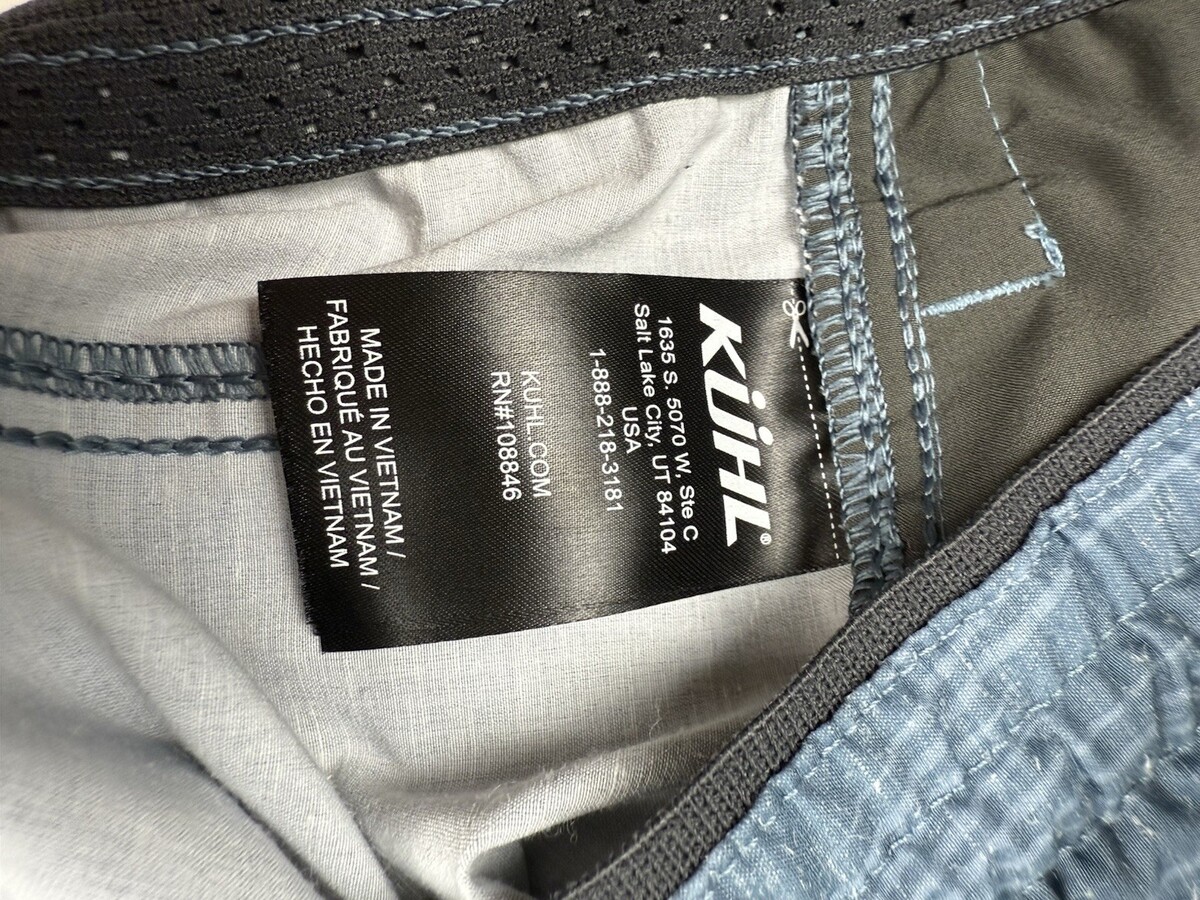 KÜHL®
1635 S. 5070 W, Ste C
Salt Lake City, UT 84104
USA
1-888-218-3181
KUHL.COM
RN#108846
MADE IN VIETNAM /
FABRIQUÉ AU VIETNAM /
HECHO EN VIETNAM